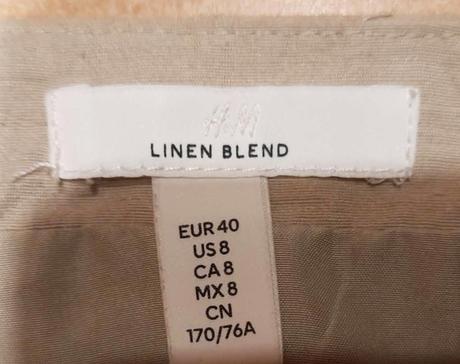 H&M
LINEN BLEND
EUR 40
US 8
CA 8
MX 8
CN
170/76A